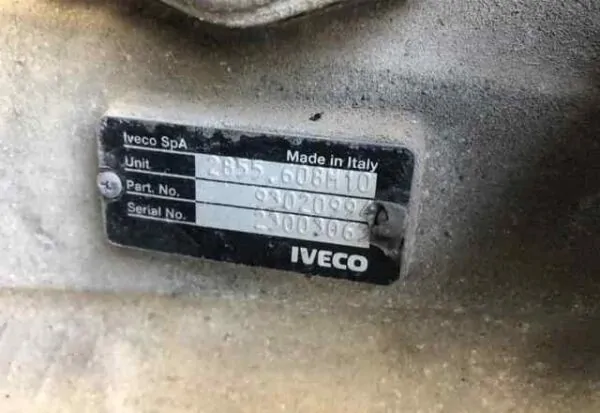 Iveco SpA Made in Italy
Unit 2855.608M10
Part. No.
Serial No.
IVECO